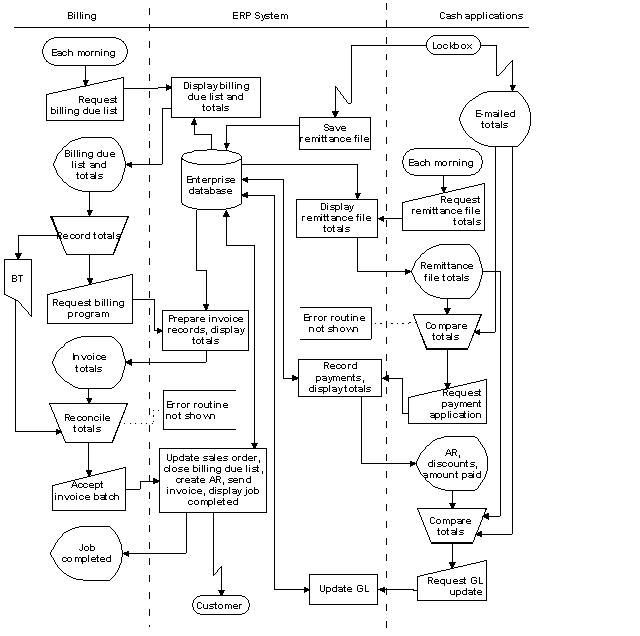 Billing
ERP System
Cash applications
Each morning
Lockbox
Request
billing due list
Display billing
due list and
totals
Save
remittance file
E-mailed
totals
Billing due
list and
totals
Enterprise
database
Each morning
Request
remittance file
totals
Display
remittance file
totals
Record totals
BT
Request billing
program
Remittance
file totals
Prepare invoice
records, display
totals
Error routine
not shown
Compare
totals
Invoice
totals
Record
payments,
display totals
Request
payment
application
Reconcile
totals
Error routine
not shown
Accept
invoice batch
Update sales order,
close billing due list,
create AR, send
invoice, display job
completed
AR,
discounts,
amount paid
Compare
totals
Job
completed
Customer
Update GL
Request GL
update